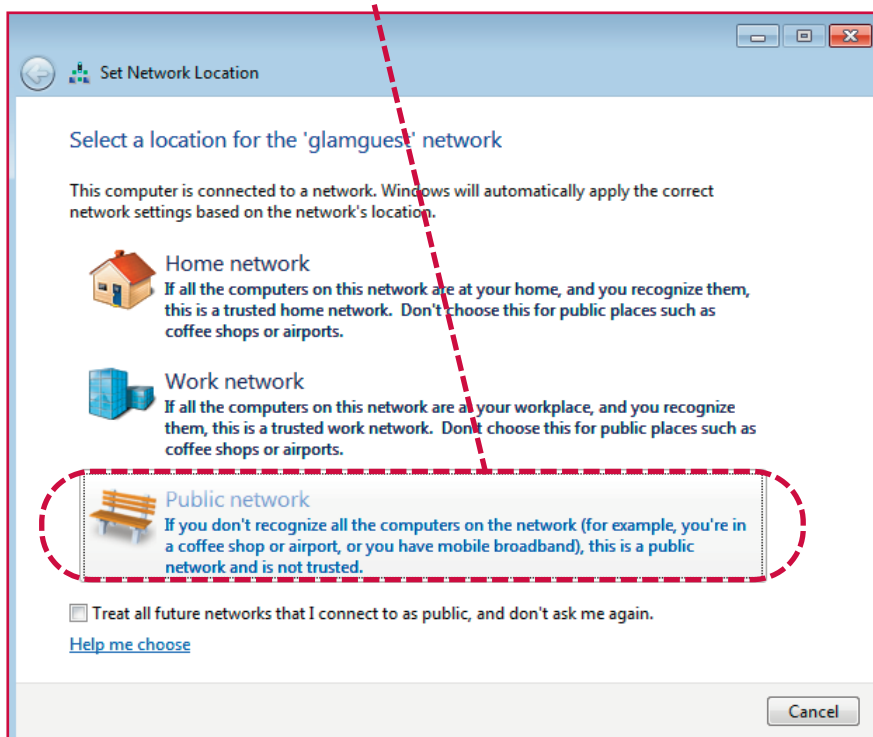 Set Network Location
Select a location for the 'glamguest' network
This computer is connected to a network. Windows will automatically apply the correct
network settings based on the network's location.
Home network
If all the computers on this network are at your home, and you recognize them,
this is a trusted home network. Don't choose this for public places such as
coffee shops or airports.
Work network
If all the computers on this network are at your workplace, and you recognize
them, this is a trusted work network. Don't choose this for public places such as
coffee shops or airports.
Public network
If you don't recognize all the computers on the network (for example, you're in
a coffee shop or airport, or you have mobile broadband), this is a public
network and is not trusted.
Treat all future networks that I connect to as public, and don't ask me again.
Help me choose
Cancel